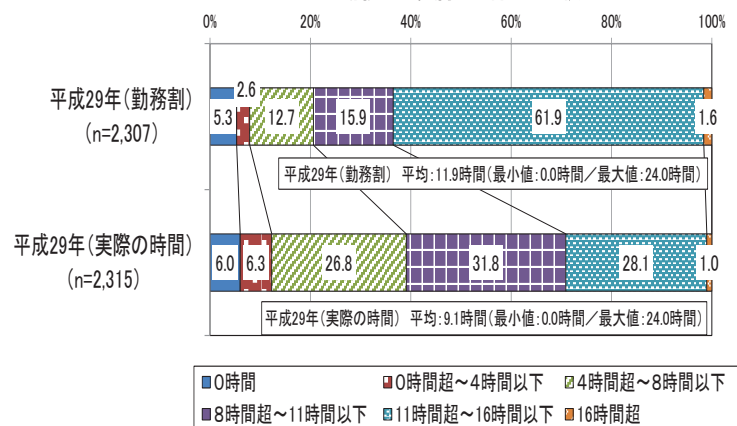 0% 20% 40% 60% 80% 100%
平成29年(勤務割)
(n=2,307)
5.3 2.6 12.7 15.9 61.9 1.6
平成29年(勤務割) 平均:11.9時間(最小値:0.0時間/最大値:24.0時間)
平成29年(実際の時間)
(n=2,315)
6.0 6.3 26.8 31.8 28.1 1.0
平成29年(実際の時間) 平均:9.1時間(最小値:0.0時間/最大値:24.0時間)
0時間 0時間超~4時間以下 4時間超~8時間以下
8時間超~11時間以下 11時間超~16時間以下 16時間超